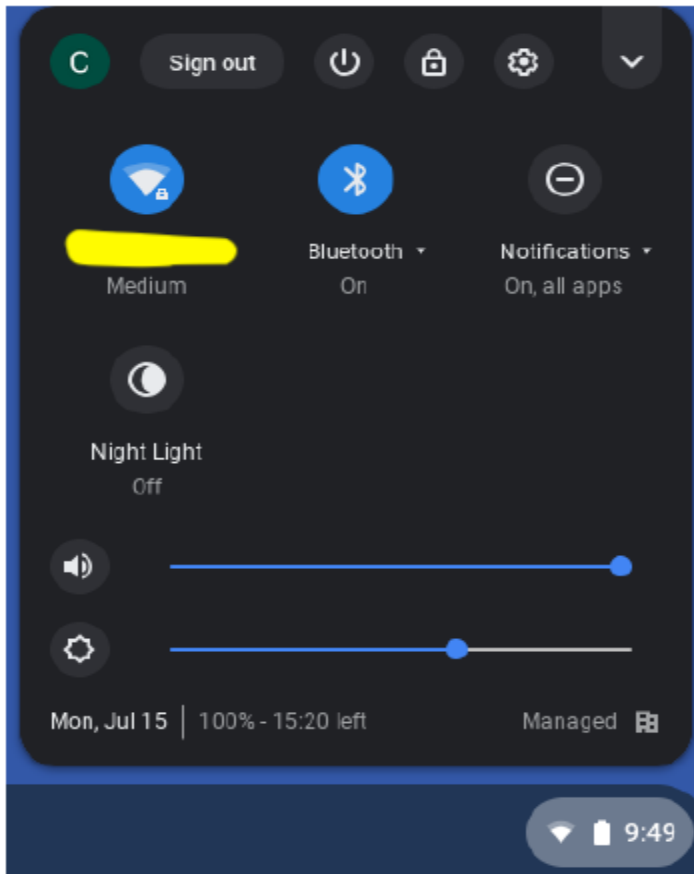 C Sign out
Bluetooth Notifications
Medium On On, all apps
Night Light
Off
Mon, Jul 15 100% - 15:20 left Managed
9:49